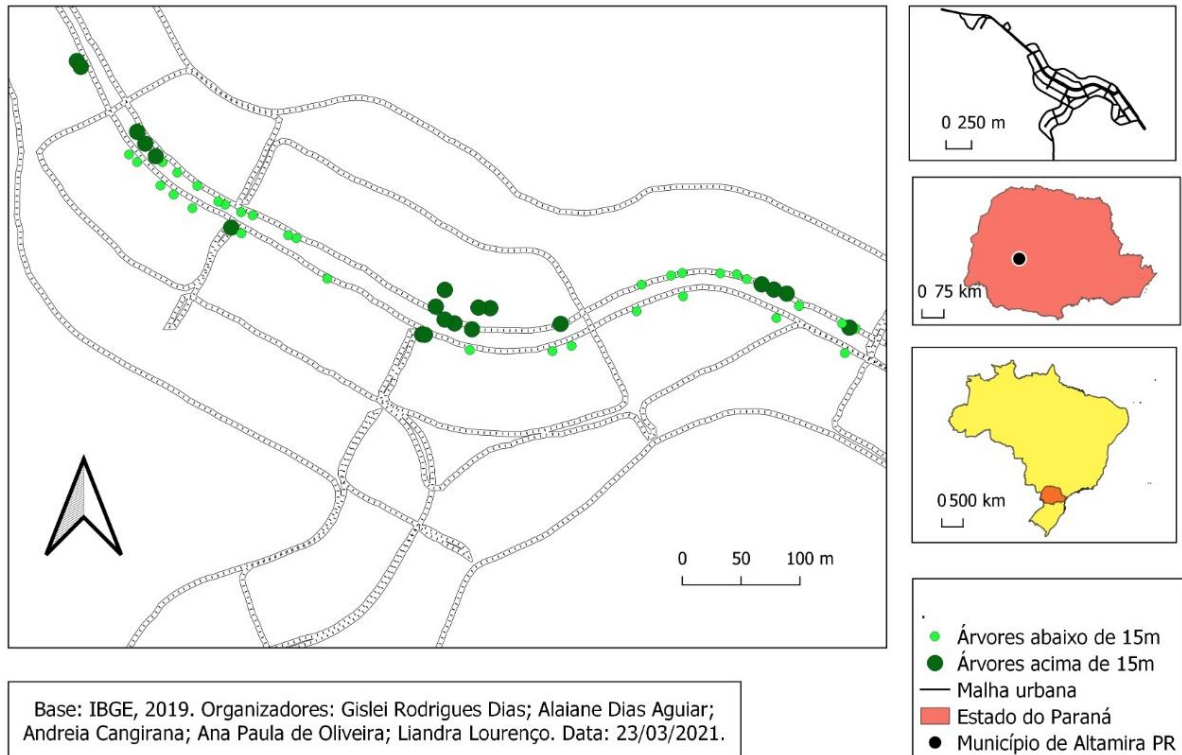 0 250 m
0 75 km
0 500 km
0 50 100 m
Árvores abaixo de 15m
Árvores acima de 15m
Malha urbana
Estado do Paraná
Município de Altamira PR
Base: IBGE, 2019. Organizadores: Gislei Rodrigues Dias; Alaiane Dias Aguiar;
Andreia Cangirana; Ana Paula de Oliveira; Liandra Lourenço. Data: 23/03/2021.